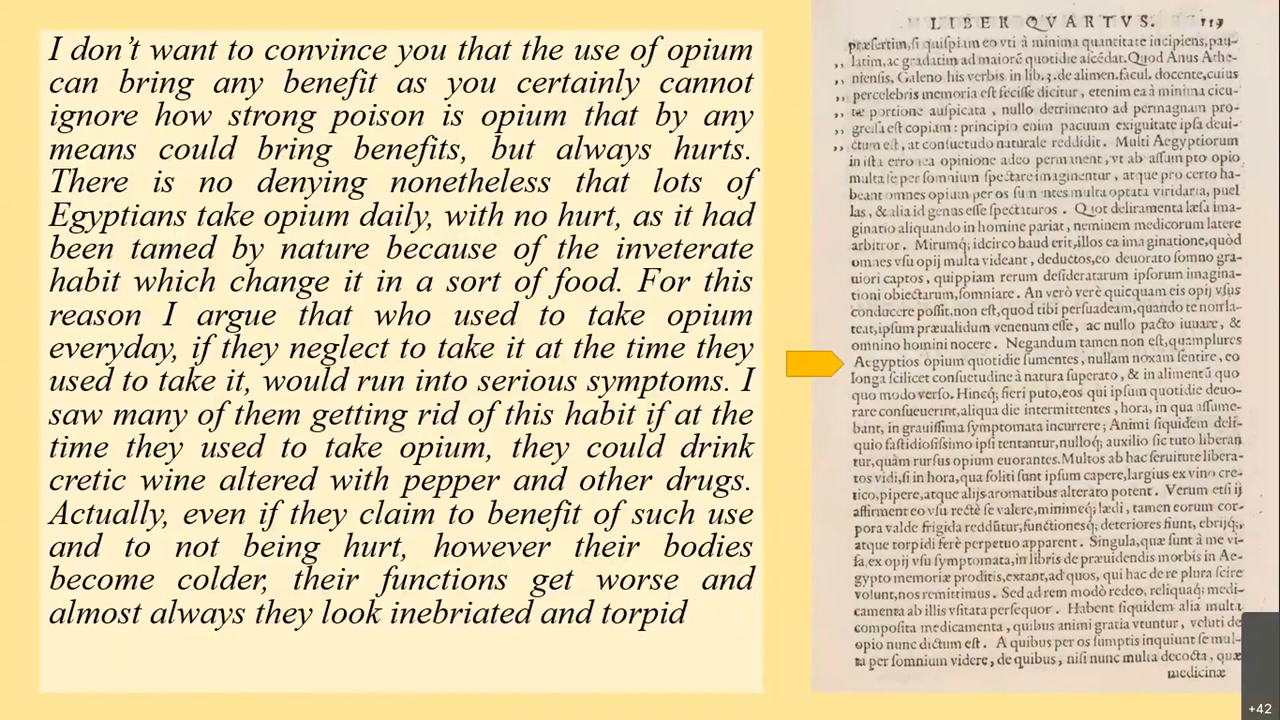 I don’t want to convince you that the use of opium
can bring any benefit as you certainly cannot
ignore how strong poison is opium that by any
means could bring benefits, but always hurts.
There is no denying nonetheless that lots of
Egyptians take opium daily, with no hurt, as it had
been tamed by nature because of the inveterate
habit which change it in a sort of food. For this
reason I argue that who used to take opium
everyday, if they neglect to take it at the time they
used to take it, would run into serious symptoms. I
saw many of them getting rid of this habit if at the
time they used to take opium, they could drink
cretic wine altered with pepper and other drugs.
Actually, even if they claim to benefit of such use
and to not being hurt, however their bodies
become colder, their functions get worse and
almost always they look inebriated and torpid
LIBER QVARTVS. 119
præſertim, ſi quiſpiam eo vti à minima quantitate incipiens, pau-
latim, ac gradatim ad maiorē quotidie aſcēdat. Quod Anus Athe-
,, nienſis, Galeno his verbis in lib. 3. de alimen. facul. docente, cuius
,, percelebris memoria eſt feciſſe dicitur, etenim ea à minima cicu-
,, te portione auſpicata, nullo detrimento ad permagnam pro-
,, greſſa eſt copiam: principio enim pacuum exiguitate ipſa deui-
,, ctum eſt, at conſuetudo naturale reddidit. Multi Aegyptiorum
in iſta erronea opinione adeo permanent, vt ab aſſumpto opio
multa ſe per ſomnium ſpectare imaginentur, atque pro certo ha-
beant omnes opium per os ſumentes multa optata viridaria, puel
las, & alia id genus eſſe ſpectaturos. Quot deliramenta læſa ima-
ginatio aliquando in homine pariat, neminem medicorum latere
arbitror. Mirumq́; idcirco haud erit, illos ea imaginatione, quòd
omnes vſu opij multa videant, deductos, eo deuorato ſomno gra-
uiori captos, quippiam rerum deſideratarum ipſorum imagina-
tioni obiectarum, ſomniare. An verò verè quicquam eis opij vſus
conducere poſſit, non eſt, quod tibi perſuadeam, quando te non la-
teat, ipſum præualidum venenum eſſe, ac nullo pacto iuuare, &
omnino homini nocere. Negandum tamen non eſt, quamplures
Aegyptios opium quotidie ſumentes, nullam noxam ſentire, eo
longa ſcilicet conſuetudine à natura ſuperato, & in alimentū quo
quo modo verſo. Hincq́; fieri puto, eos qui ipſum quotidie deuo-
rare conſueuerint, aliqua die intermittentes, hora, in qua aſſume-
bant, in grauiſſima ſymptomata incurrere; Animi ſiquidem deli-
quio faſtidioſiſſimo ipſi tentantur, nulloq́; auxilio ſic tuto liberan
tur, quàm rurſus opium euorantes. Multos ab hac ſeruitute libera-
tos vidi, ſi in hora, qua ſoliti ſunt ipſum capere, largius ex vino cre-
tico, pipere, atque alijs aromatibus alterato potent. Verum etſi ij
affirment eo vſu rectè ſe valere, minimeq́; lædi, tamen eorum cor-
pora valde frigida redduntur, functioneſq́; deteriores fiunt, ebrijq́;,
atque torpidi ferè perpetuo apparent. Singula, quæ ſunt à me vi-
ſa, ex opij vſu ſymptomata, in libris de præuidendis morbis in Ae-
gypto memoriæ proditis, extant, ad quos, qui hac de re plura ſcire
volunt, nos remittimus. Sed ad rem modò redeo, reliquaq́; medi-
camenta ab illis vſitata perſequor. Habent ſiquidem alia multa
compoſita medicamenta, quibus animi gratia vtuntur, veluti de
opio nunc dictum eſt. A quibus per os ſumptis inquiunt ſe mul-
ta per ſomnium videre, de quibus, niſi nunc multa decocta, quæ
medicinæ
+42